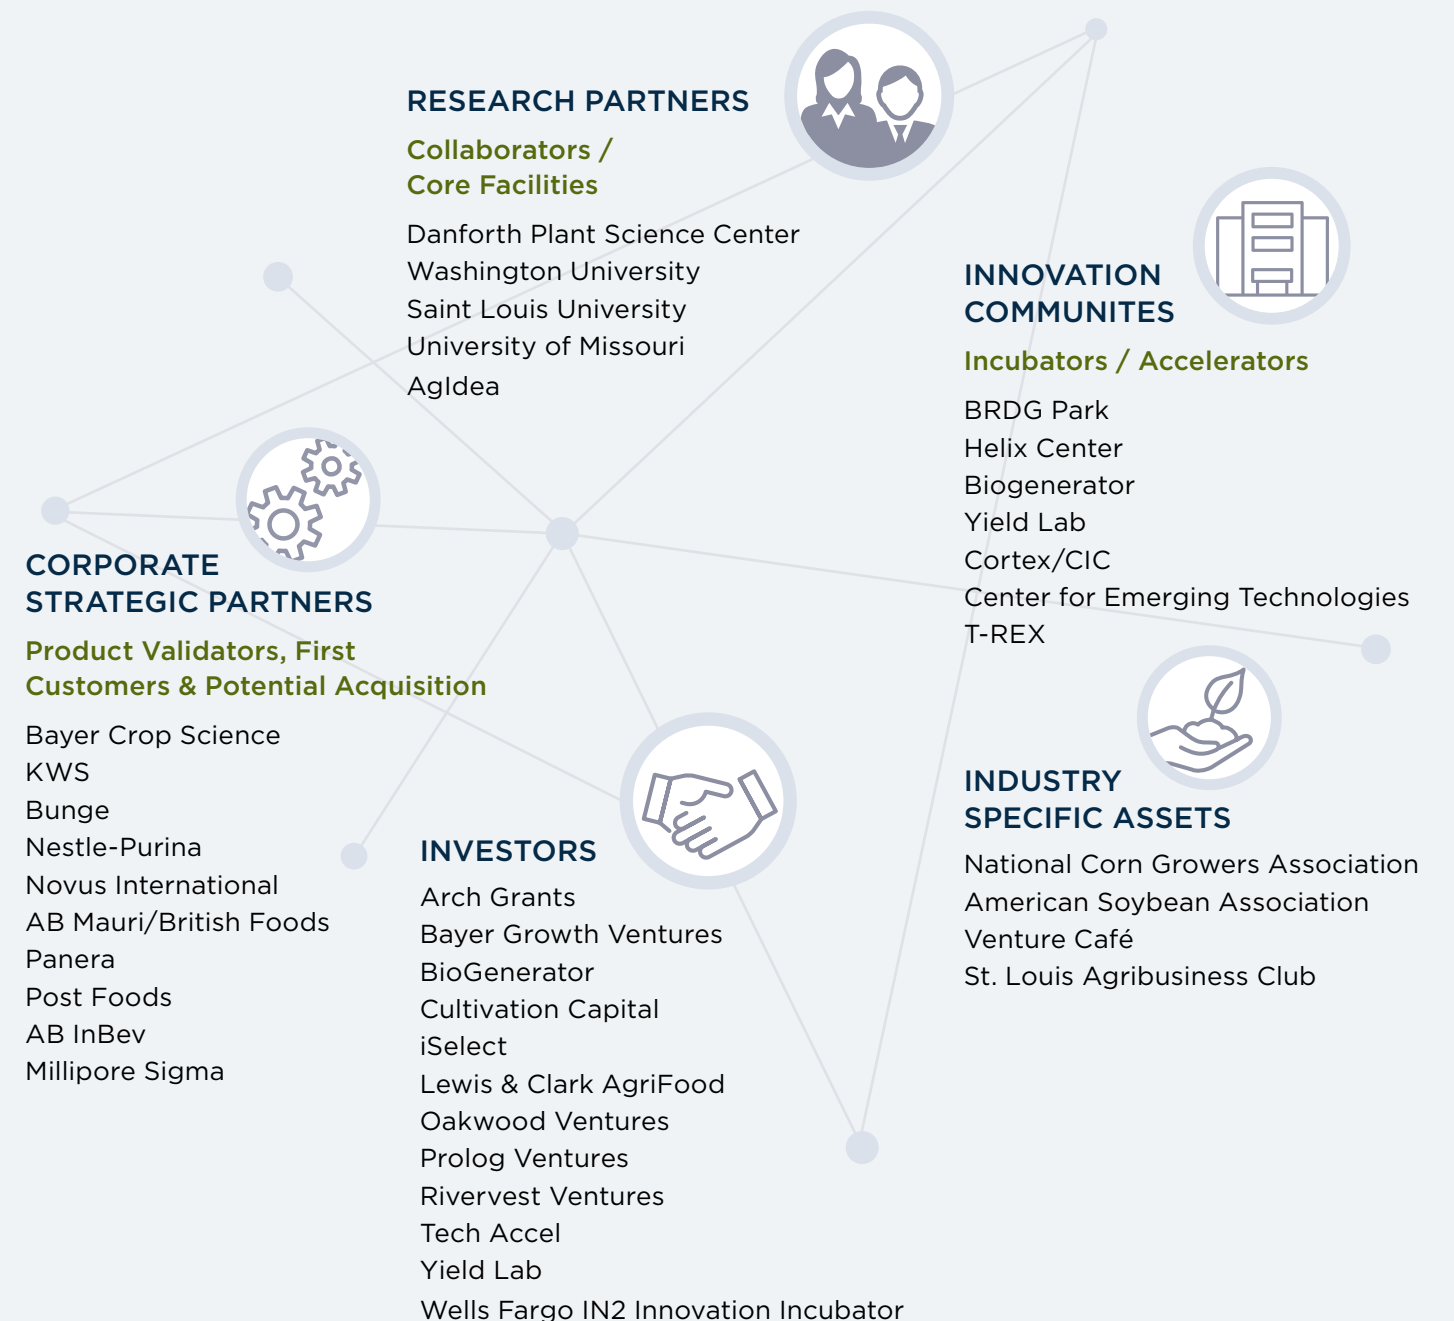 RESEARCH PARTNERS
Collaborators /
Core Facilities
Danforth Plant Science Center
Washington University
Saint Louis University
University of Missouri
AgIdea
INNOVATION
COMMUNITES
Incubators / Accelerators
BRDG Park
Helix Center
Biogenerator
Yield Lab
Cortex/CIC
Center for Emerging Technologies
T-REX
CORPORATE
STRATEGIC PARTNERS
Product Validators, First
Customers & Potential Acquisition
Bayer Crop Science
KWS
Bunge
Nestle-Purina
Novus International
AB Mauri/British Foods
Panera
Post Foods
AB InBev
Millipore Sigma
INVESTORS
Arch Grants
Bayer Growth Ventures
BioGenerator
Cultivation Capital
iSelect
Lewis & Clark AgriFood
Oakwood Ventures
Prolog Ventures
Rivervest Ventures
Tech Accel
Yield Lab
Wells Fargo IN2 Innovation Incubator
INDUSTRY
SPECIFIC ASSETS
National Corn Growers Association
American Soybean Association
Venture Café
St. Louis Agribusiness Club